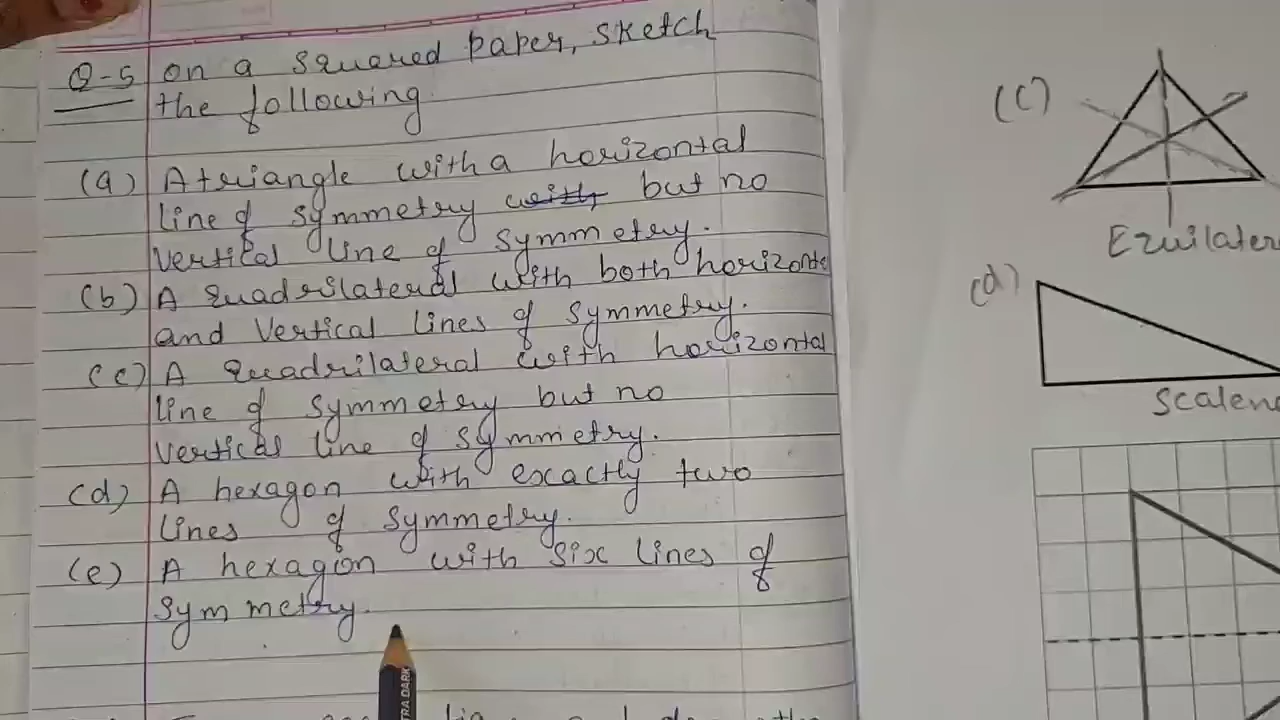 Q-5 on a squared paper, sketch
the following.
(a) A triangle with a horizontal
line of symmetry with but no
vertical line of symmetry.
(b) A quadrilateral with both horizonta
and vertical lines of symmetry.
(c) A quadrilateral with horizontal
line of symmetry but no
vertical line of symmetry.
(d) A hexagon with exactly two
lines of symmetry.
(e) A hexagon with six lines of
symmetry.
TRA DARK
(c)
Equilater
(d)
Scalen